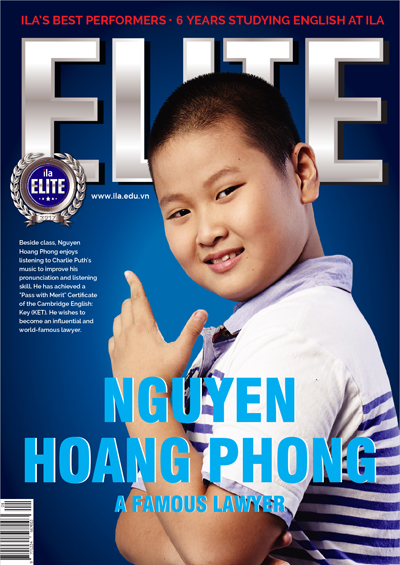 ILA'S BEST PERFORMERS • 6 YEARS STUDYING ENGLISH AT ILA
ELITE
ila
ELITE
www.ila.edu.vn
Beside class, Nguyen
Hoang Phong enjoys
listening to Charlie Puth's
music to improve his
pronunciation and listening
skill. He has achieved a
"Pass with Merit" Certificate
of the Cambridge English:
Key (KET). He wishes to
become an influential and
world-famous lawyer.
NGUYEN
HOANG PHONG
A FAMOUS LAWYER